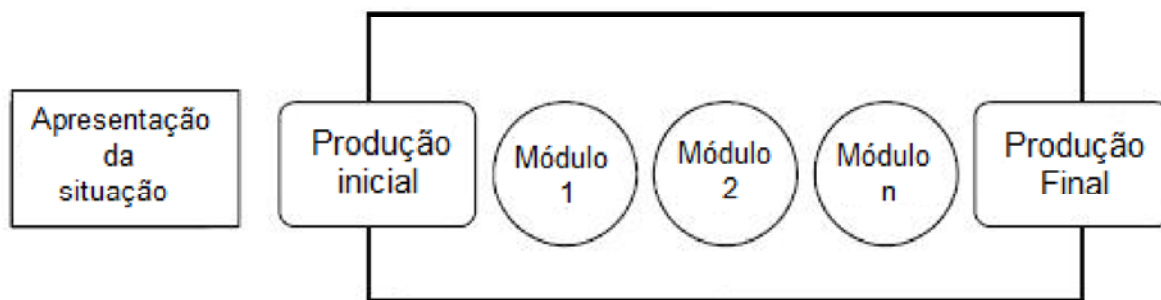 Apresentação
da
situação
Produção
inicial
Módulo
1
Módulo
2
Módulo
n
Produção
Final